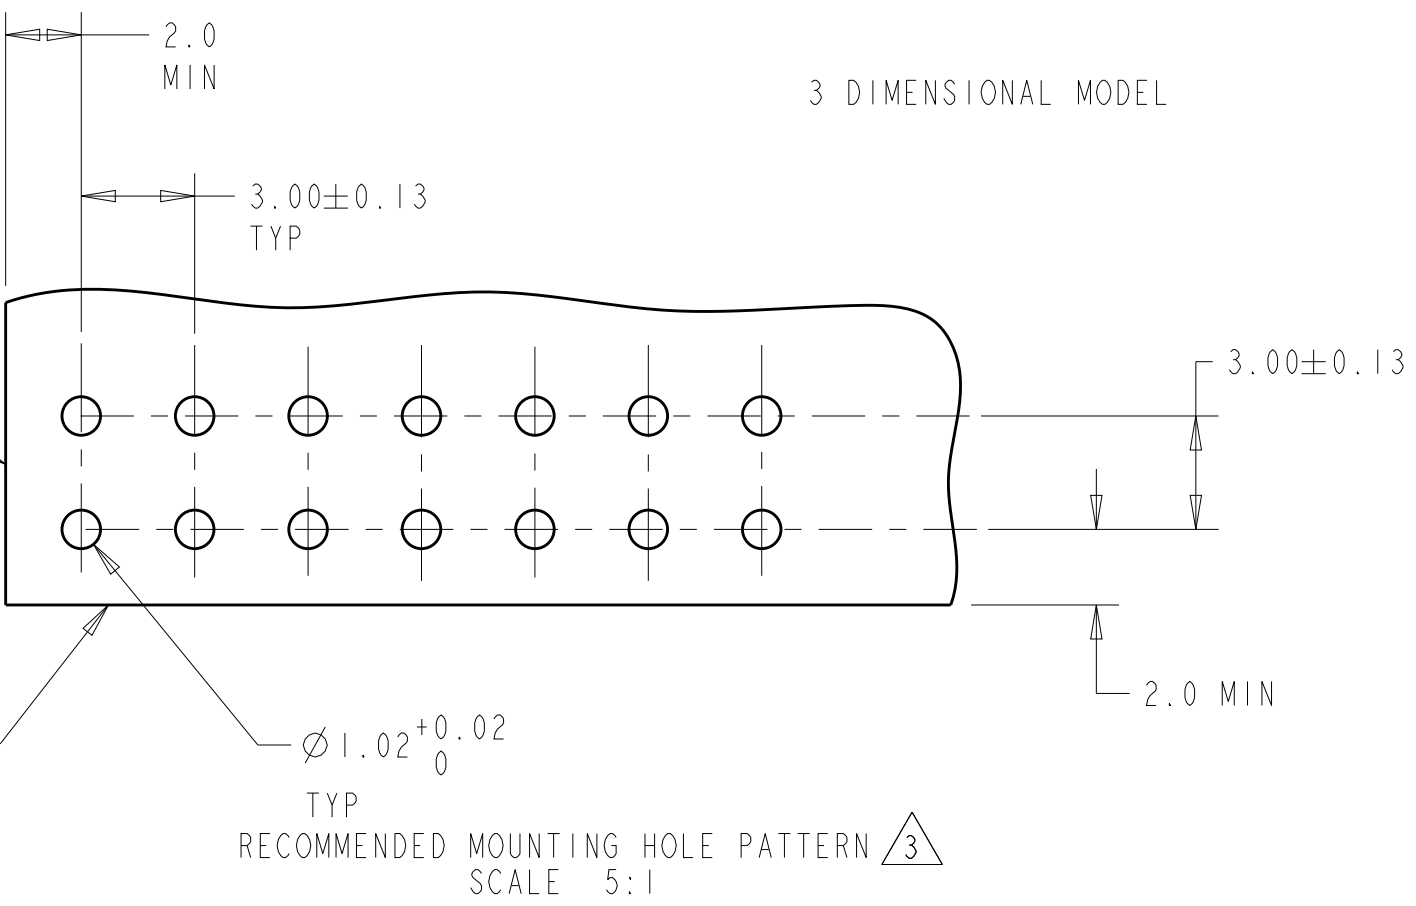 2.0
MIN
3 DIMENSIONAL MODEL
3.00±0.13
TYP
3.00±0.13
2.0 MIN
Ø1.02 +0.02
0
TYP
RECOMMENDED MOUNTING HOLE PATTERN 3
SCALE 5:1